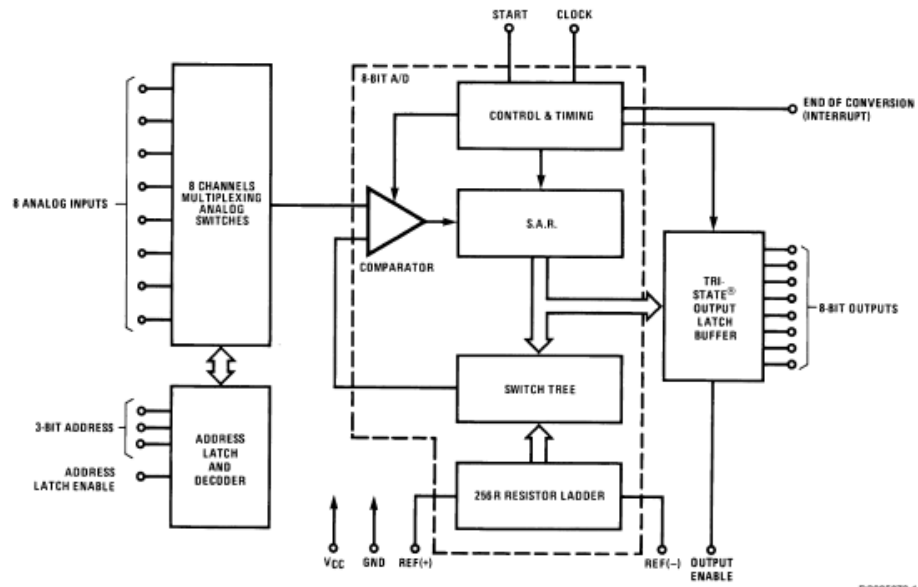 START
CLOCK
8-BIT A/D
CONTROL & TIMING
END OF CONVERSION
(INTERRUPT)
8 ANALOG INPUTS
8 CHANNELS
MULTIPLEXING
ANALOG
SWITCHES
S.A.R.
COMPARATOR
TRI-
STATE®
OUTPUT
LATCH
BUFFER
8-BIT OUTPUTS
SWITCH TREE
3-BIT ADDRESS
ADDRESS
LATCH
AND
DECODER
ADDRESS
LATCH ENABLE
256R RESISTOR LADDER
VCC
GND
REF(+)
REF(−)
OUTPUT
ENABLE